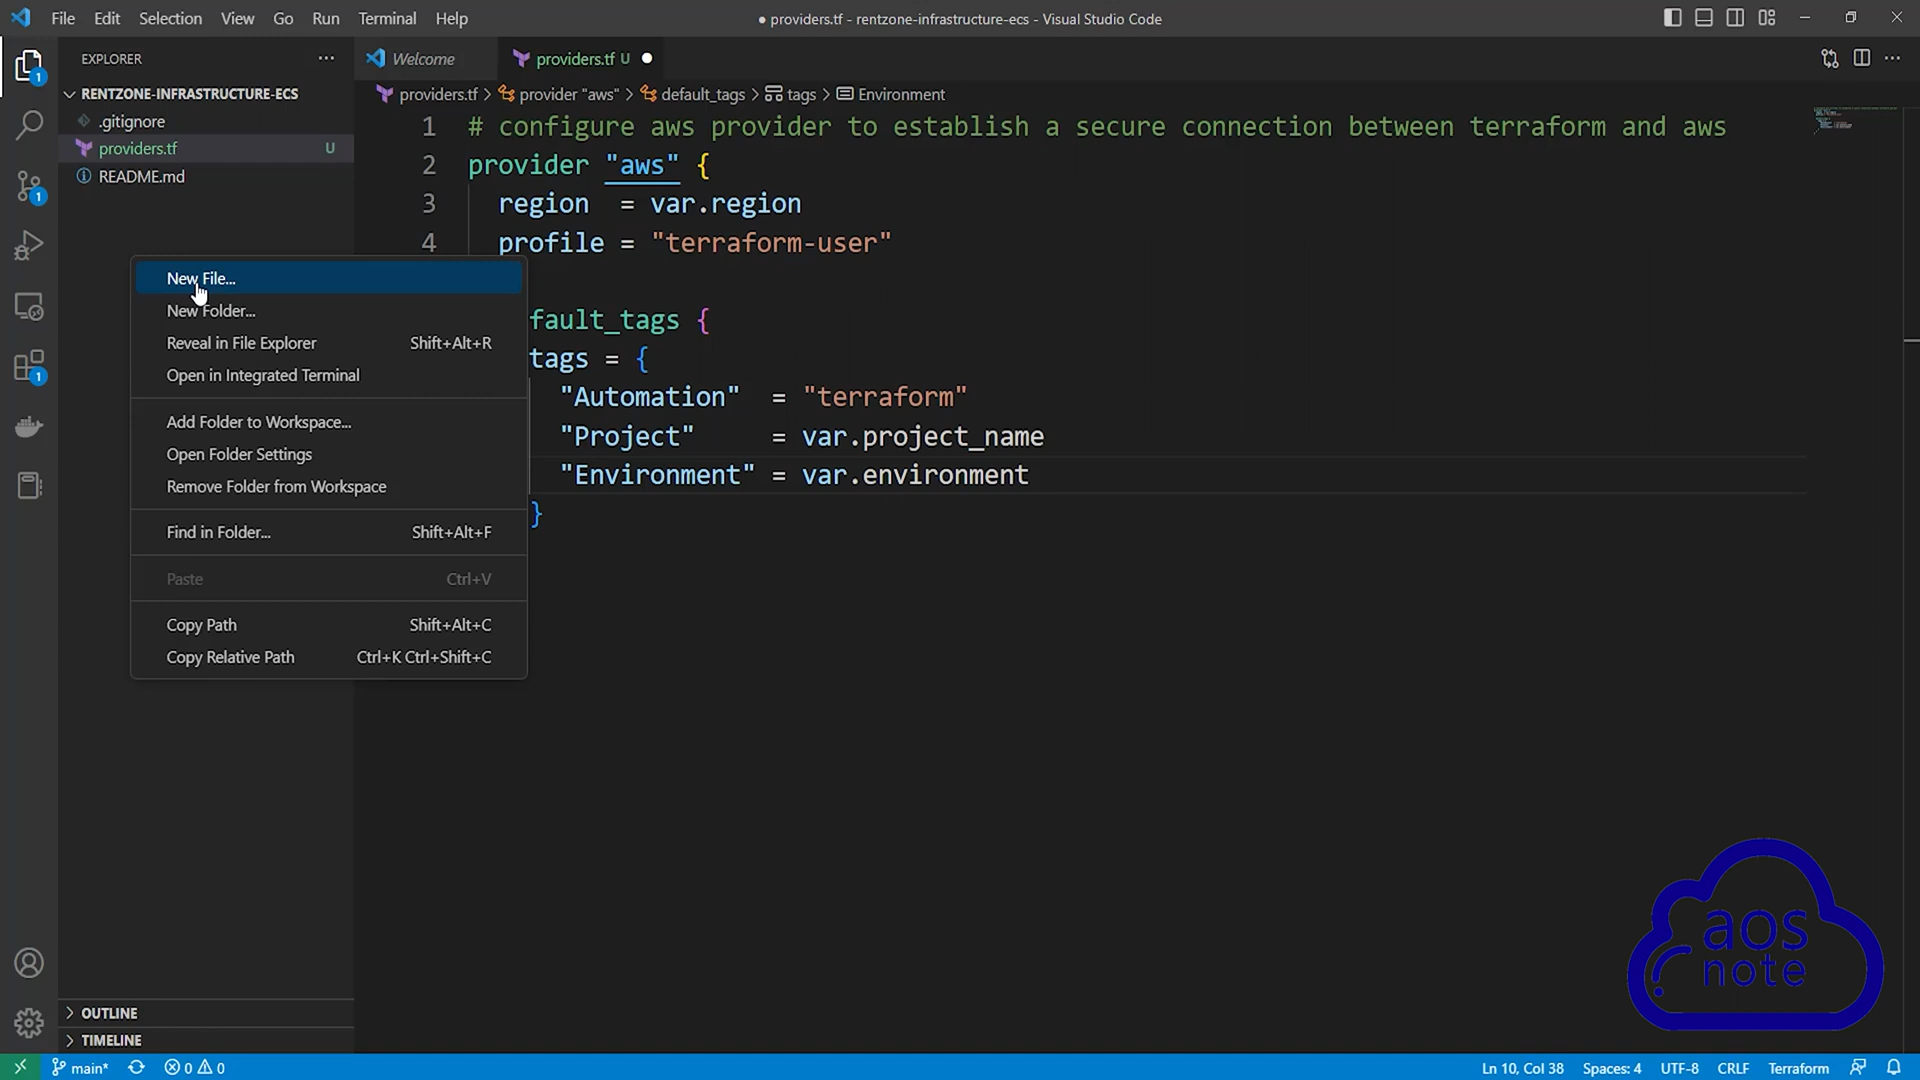 File Edit Selection View Go Run Terminal Help
● providers.tf - rentzone-infrastructure-ecs - Visual Studio Code
EXPLORER
Welcome
providers.tf U
RENTZONE-INFRASTRUCTURE-ECS
.gitignore
providers.tf U
README.md
providers.tf > provider "aws" > default_tags > tags > Environment
1 # configure aws provider to establish a secure connection between terraform and aws
2 provider "aws" {
3 region = var.region
4 profile = "terraform-user"
fault_tags {
tags = {
"Automation" = "terraform"
"Project" = var.project_name
"Environment" = var.environment
}
New File...
New Folder...
Reveal in File Explorer Shift+Alt+R
Open in Integrated Terminal
Add Folder to Workspace...
Open Folder Settings
Remove Folder from Workspace
Find in Folder... Shift+Alt+F
Paste Ctrl+V
Copy Path Shift+Alt+C
Copy Relative Path Ctrl+K Ctrl+Shift+C
1
1
1
aos
note
OUTLINE
TIMELINE
main* 0 0
Ln 10, Col 38 Spaces: 4 UTF-8 CRLF Terraform